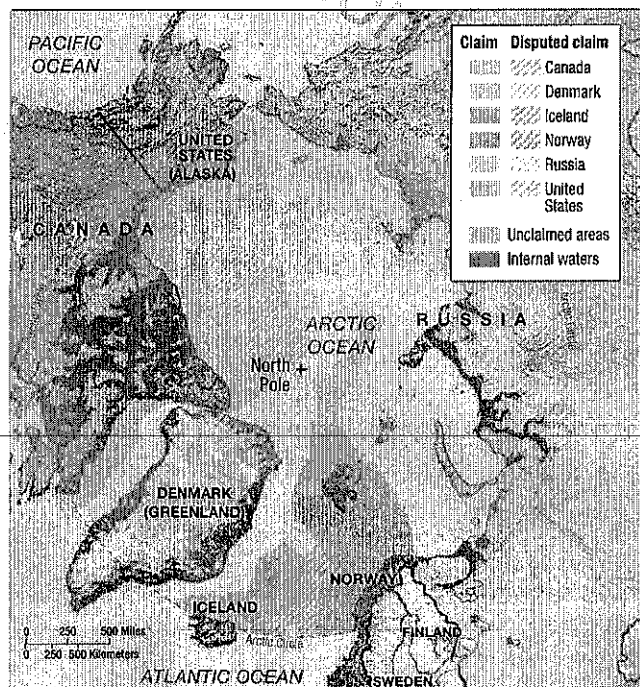 PACIFIC
OCEAN
Claim Disputed claim
Canada
Denmark
Iceland
Norway
Russia
United
States
Unclaimed areas
Internal waters
UNITED
STATES
(ALASKA)
CANADA
ARCTIC
OCEAN
RUSSIA
North
Pole
DENMARK
(GREENLAND)
NORWAY
ICELAND
FINLAND
Arctic Circle
0 250 500 Miles
0 250 500 Kilometers
ATLANTIC OCEAN
SWEDEN